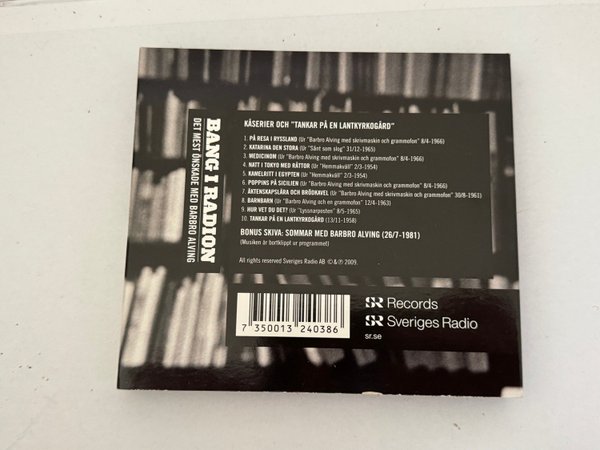 BANG I RADION
DET MEST ÖNSKADE MED BARBRO ALVING
KÅSERIER OCH "TANKAR PÅ EN LANTKYRKOGÅRD"
1. PÅ RESA I RYSSLAND (Ur "Barbro Alving med skrivmaskin och grammofon" 8/4-1966)
2. KATARINA DEN STORA (Ur "Sånt som slog" 31/12-1965)
3. MEDICINOM (Ur "Barbro Alving med skrivmaskin och grammofon" 8/4-1966)
4. NATT I TOKYO MED RÅTTOR (Ur "Hemmakväll" 2/3-1954)
5. KAMELRITT I EGYPTEN (Ur "Hemmakväll" 2/3-1954)
6. POPPINS PÅ SICILIEN (Ur "Barbro Alving med skrivmaskin och grammofon" 8/4-1966)
7. ÄKTENSKAPSLÄRA OCH BRÖDKAVEL (Ur "Barbro Alving med skrivmaskin och grammofon" 30/8-1961)
8. BARNBARN (Ur "Barbro Alving och en grammofon" 12/4-1963)
9. HUR VET DU DET? (Ur "Lyssnarposten" 8/5-1965)
10. TANKAR PÅ EN LANTKYRKOGÅRD (13/11-1958)
BONUS SKIVA: SOMMAR MED BARBRO ALVING (26/7-1981)
(Musiken är bortklippt ur programmet)
All rights reserved Sveriges Radio AB © & ℗ 2009.
7 350013 240386
SR Records
SR Sveriges Radio
sr.se